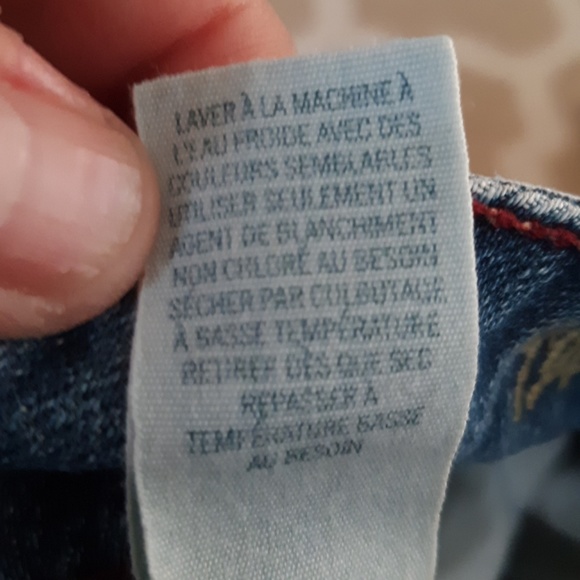 LAVER À LA MACHINE À
L'EAU FROIDE AVEC DES
COULEURS SEMBLABLES
UTILISER SEULEMENT UN
AGENT DE BLANCHIMENT
NON CHLORÉ AU BESOIN
SÉCHER PAR CULBUTAGE
À BASSE TEMPÉRATURE
RETIRER DÈS QUE SEC
REPASSER À
TEMPÉRATURE BASSE
AU BESOIN